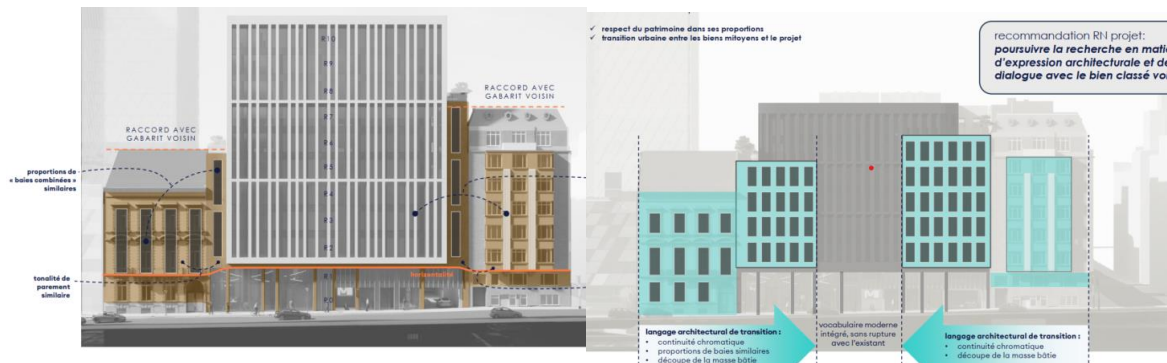 RACCORD AVEC
GABARIT VOISIN
proportions de
« baies combinées »
similaires
tonalité de
parement
similaire
R10
R9
R8
R7
R6
R5
R4
R3
R2
R0
RACCORD AVEC
GABARIT VOISIN
horizontalité
✓ respect du patrimoine dans ses proportions
✓ transition urbaine entre les biens mitoyens et le projet
recommandation RN projet:
poursuivre la recherche en mati
d'expression architecturale et de
dialogue avec le bien classé voi
langage architectural de transition :
• continuité chromatique
• proportions de baies similaires
• découpe de la masse bâtie
vocabulaire moderne
intégré, sans rupture
avec l'existant
langage architectural de transition :
• continuité chromatique
• découpe de la masse bâtie